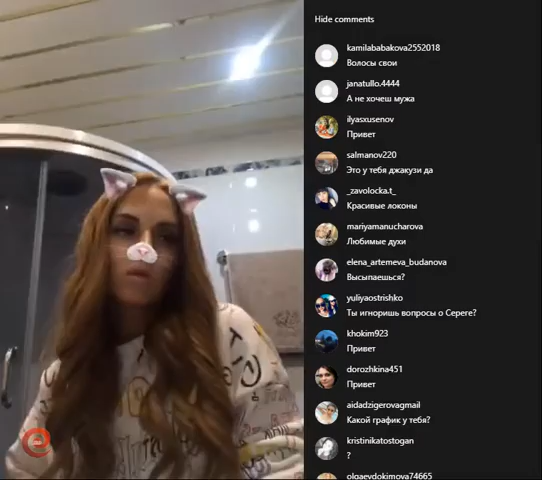 Hide comments
kamilababakova2552018
Волосы свои
janatullo.4444
А не хочеш мужа
ilyasxusenov
Привет
salmanov220
Это у тебя джакузи да
_zavolocka.t_
Красивые локоны
mariyamanucharova
Любимые духи
elena_artemeva_budanova
Высыпаешься?
yuliyaostrishko
Ты игноришь вопросы о Сереге?
khokim923
Привет
dorozhkina451
Привет
aidadzigerovagmail
Какой график у тебя?
kristinikatostogan
?
olgaevdokimova74665